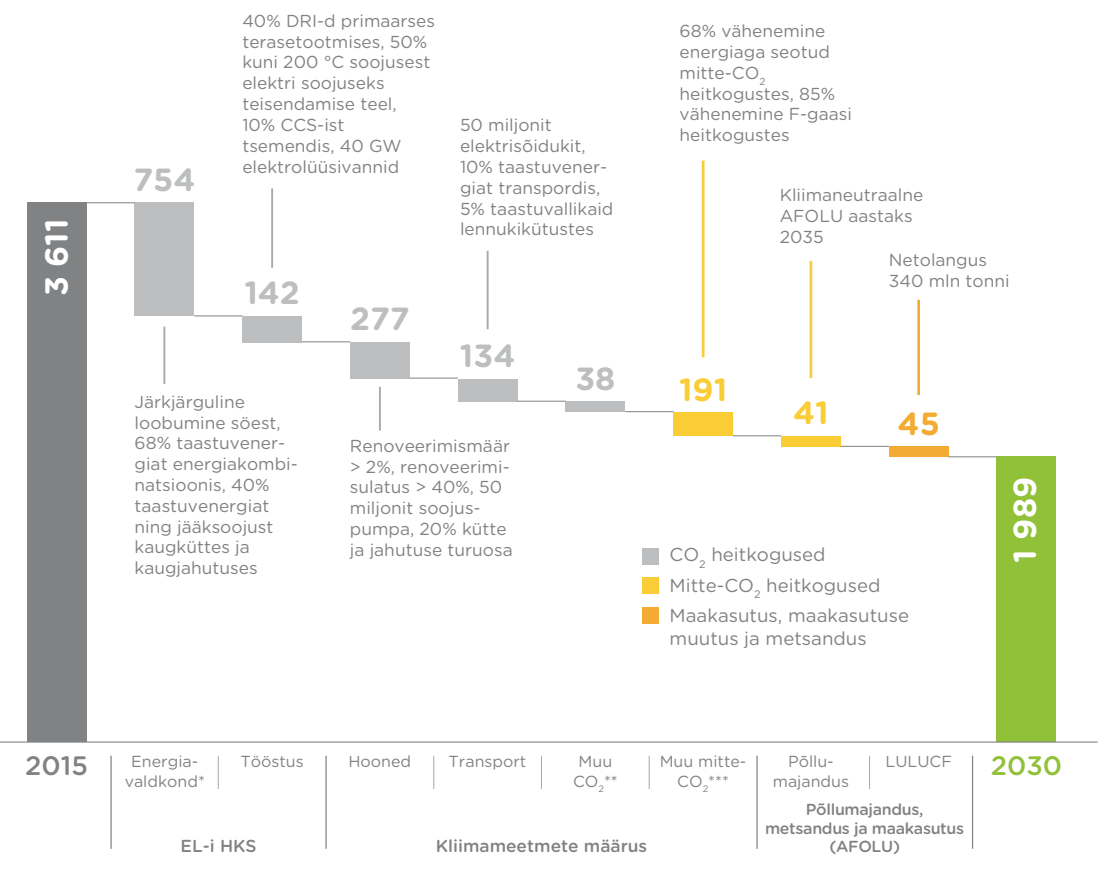 40% DRI-d primaarses
terasetootmises, 50%
kuni 200 °C soojusest
elektri soojuseks
teisendamise teel,
10% CCS-ist
tsemendis, 40 GW
elektrolüüsivannid
68% vähenemine
energiaga seotud
mitte-CO₂
heitkogustes, 85%
vähenemine F-gaasi
heitkogustes
50 miljonit
elektrisõidukit,
10% taastuvener-
giat transpordis,
5% taastuvallikaid
lennukikütustes
Kliimaneutraalne
AFOLU aastaks
2035
Netolangus
340 mln tonni
3 611
754
142
277
134
38
191
41
45
1 989
Järkjärguline
loobumine söest,
68% taastuvener-
giat energiakombi-
natsioonis, 40%
taastuvenergiat
ning jääksoojust
kaugküttes ja
kaugjahutuses
Renoveerimismäär
> 2%, renoveerimi-
sulatus > 40%, 50
miljonit soojus-
pumpa, 20% kütte
ja jahutuse turuosa
CO₂ heitkogused
Mitte-CO₂ heitkogused
Maakasutus, maakasutuse
muutus ja metsandus
2015
Energia-
valdkond*
Tööstus
Hooned
Transport
Muu
CO₂**
Muu mitte-
CO₂***
Põllu-
majandus
LULUCF
2030
EL-i HKS
Kliimameetmete määrus
Põllumajandus,
metsandus ja maakasutus
(AFOLU)